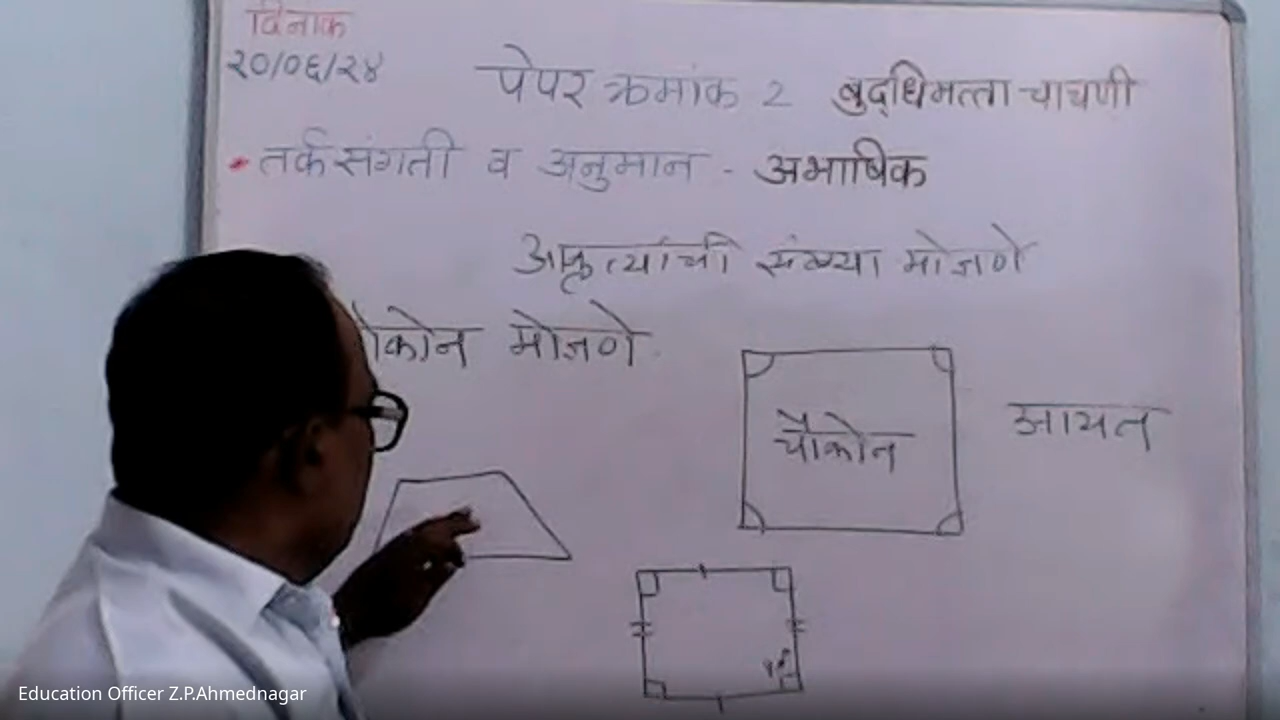 दिनाक
२०/०६/२४
पेपर क्रमांक 2 बुद्धिमत्ता चाचणी
तर्कसंगती व अनुमान - अभाषिक
आकृत्यांची संख्या मोजणे
ौकोन मोजणे.
चौकोन
आयत
Education Officer Z.P.Ahmednagar